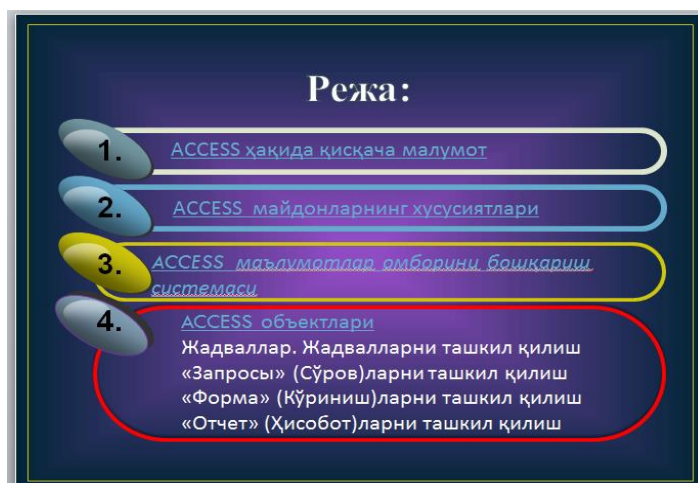 Режа:
1. ACCESS ҳақида қисқача малумот
2. ACCESS майдонларнинг хусусиятлари
3. ACCESS маълумотлар омборини бошқариш
системаси
4. ACCESS объектлари
Жадваллар. Жадвалларни ташкил қилиш
«Запросы» (Сўров)ларни ташкил қилиш
«Форма» (Кўриниш)ларни ташкил қилиш
«Отчет» (Ҳисобот)ларни ташкил қилиш